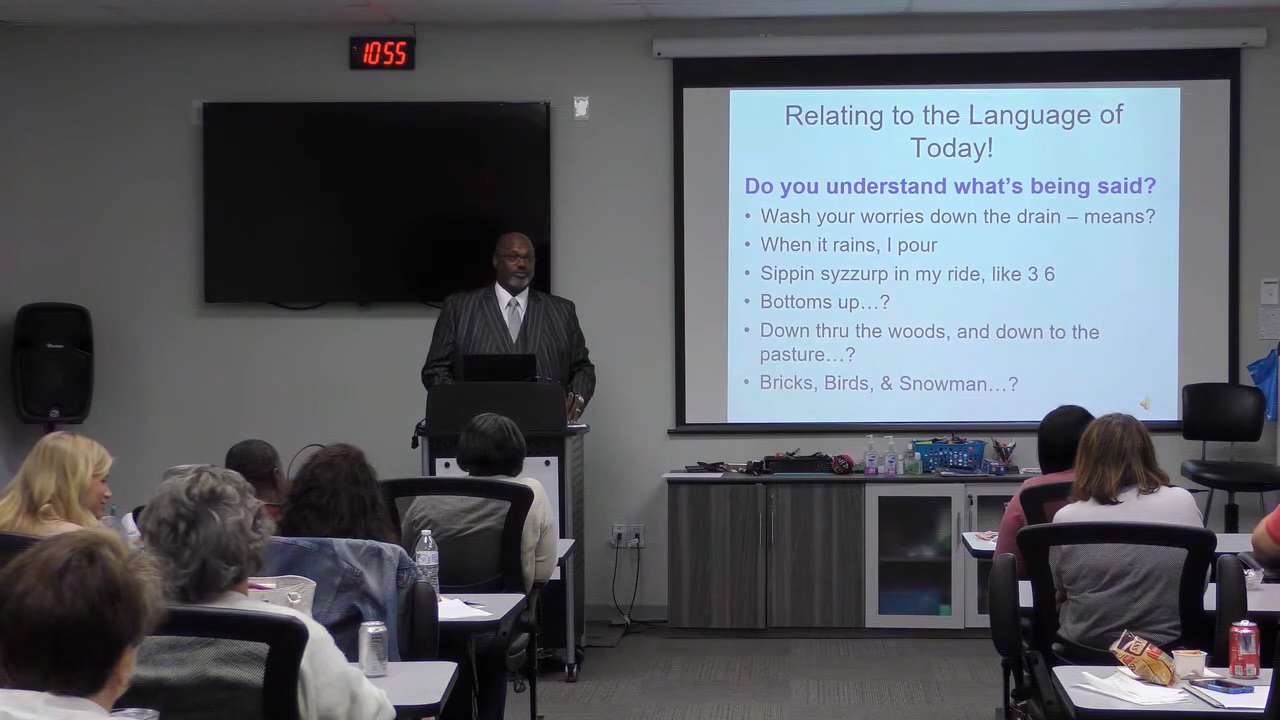 1055
Relating to the Language of
Today!
Do you understand what's being said?
• Wash your worries down the drain – means?
• When it rains, I pour
• Sippin syzzurp in my ride, like 3 6
• Bottoms up…?
• Down thru the woods, and down to the
pasture…?
• Bricks, Birds, & Snowman…?